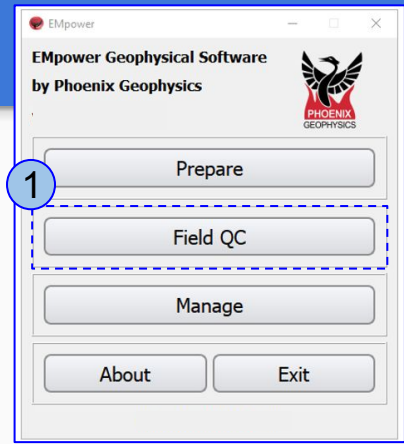 EMpower
EMpower Geophysical Software
by Phoenix Geophysics
PHOENIX
GEOPHYSICS
Prepare
1
Field QC
Manage
About Exit